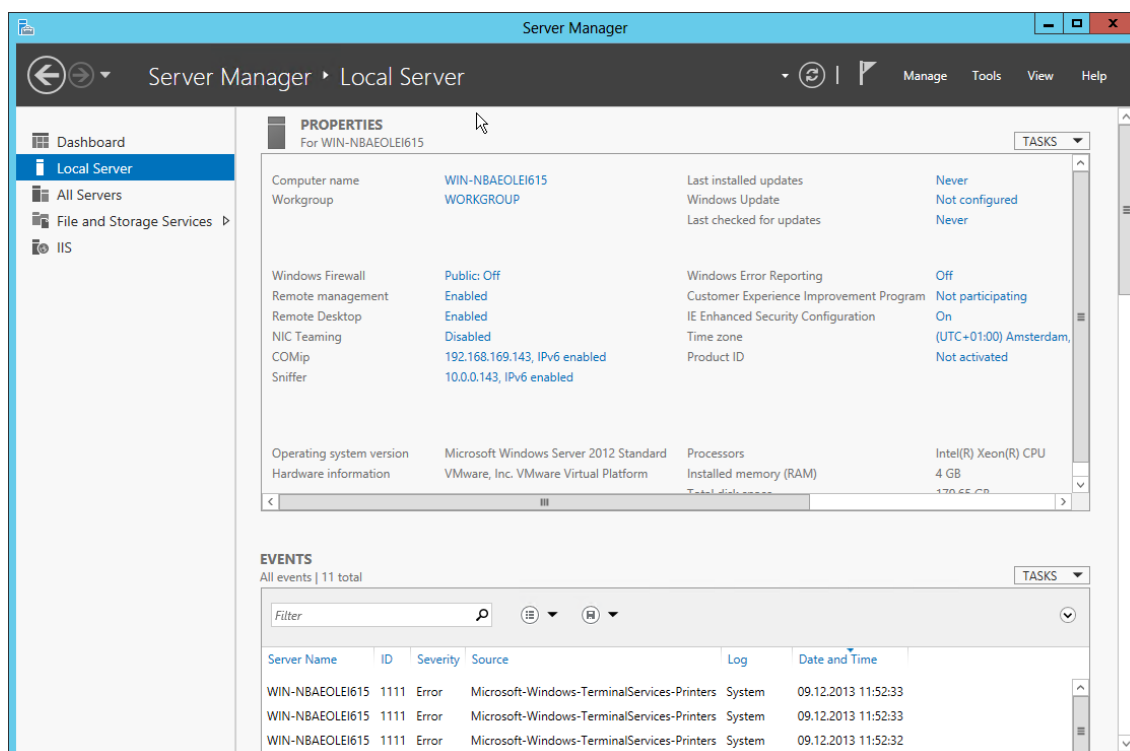 Server Manager
Server Manager ‣ Local Server
Manage Tools View Help
Dashboard
Local Server
All Servers
File and Storage Services
IIS
PROPERTIES
For WIN-NBAEOLEI615
TASKS
Computer name WIN-NBAEOLEI615 Last installed updates Never
Workgroup WORKGROUP Windows Update Not configured
Last checked for updates Never
Windows Firewall Public: Off Windows Error Reporting Off
Remote management Enabled Customer Experience Improvement Program Not participating
Remote Desktop Enabled IE Enhanced Security Configuration On
NIC Teaming Disabled Time zone (UTC+01:00) Amsterdam,
COMip 192.168.169.143, IPv6 enabled Product ID Not activated
Sniffer 10.0.0.143, IPv6 enabled
Operating system version Microsoft Windows Server 2012 Standard Processors Intel(R) Xeon(R) CPU
Hardware information VMware, Inc. VMware Virtual Platform Installed memory (RAM) 4 GB
Total disk space 179.65 GB
EVENTS
All events | 11 total
TASKS
Filter
Server Name ID Severity Source Log Date and Time
WIN-NBAEOLEI615 1111 Error Microsoft-Windows-TerminalServices-Printers System 09.12.2013 11:52:33
WIN-NBAEOLEI615 1111 Error Microsoft-Windows-TerminalServices-Printers System 09.12.2013 11:52:33
WIN-NBAEOLEI615 1111 Error Microsoft-Windows-TerminalServices-Printers System 09.12.2013 11:52:32